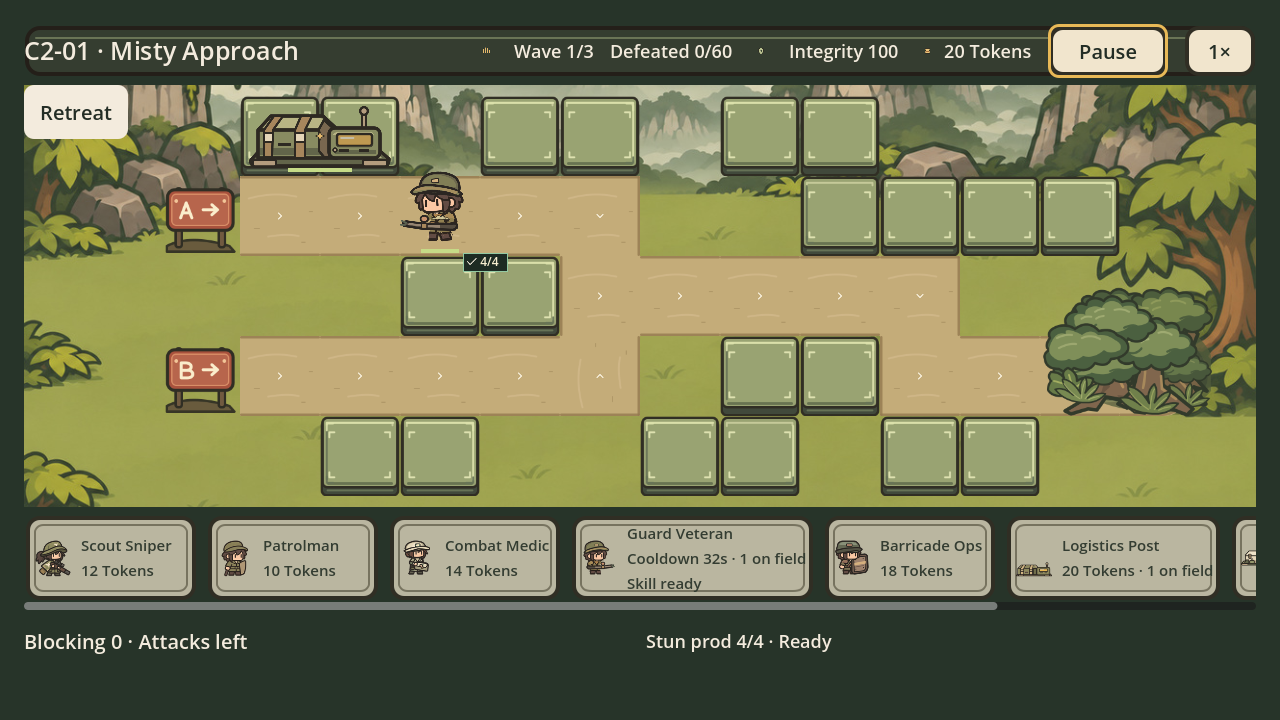 C2-01 · Misty Approach
Wave 1/3
Defeated 0/60
Integrity 100
20 Tokens
Pause
1×
Retreat
A
4/4
B
Scout Sniper
12 Tokens
Patrolman
10 Tokens
Combat Medic
14 Tokens
Guard Veteran
Cooldown 32s · 1 on field
Skill ready
Barricade Ops
18 Tokens
Logistics Post
20 Tokens · 1 on field
Blocking 0 · Attacks left
Stun prod 4/4 · Ready